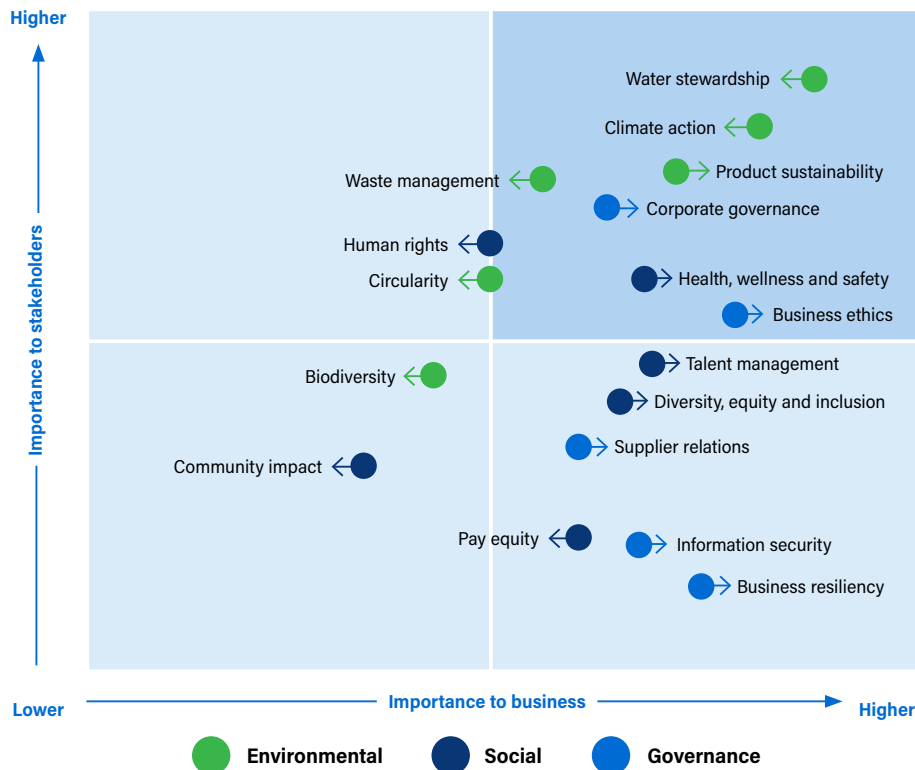 Higher
Water stewardship
Climate action
Product sustainability
Waste management
Corporate governance
Human rights
Circularity
Health, wellness and safety
Business ethics
Importance to stakeholders
Talent management
Biodiversity
Diversity, equity and inclusion
Supplier relations
Community impact
Pay equity
Information security
Business resiliency
Lower
Importance to business
Higher
Environmental
Social
Governance